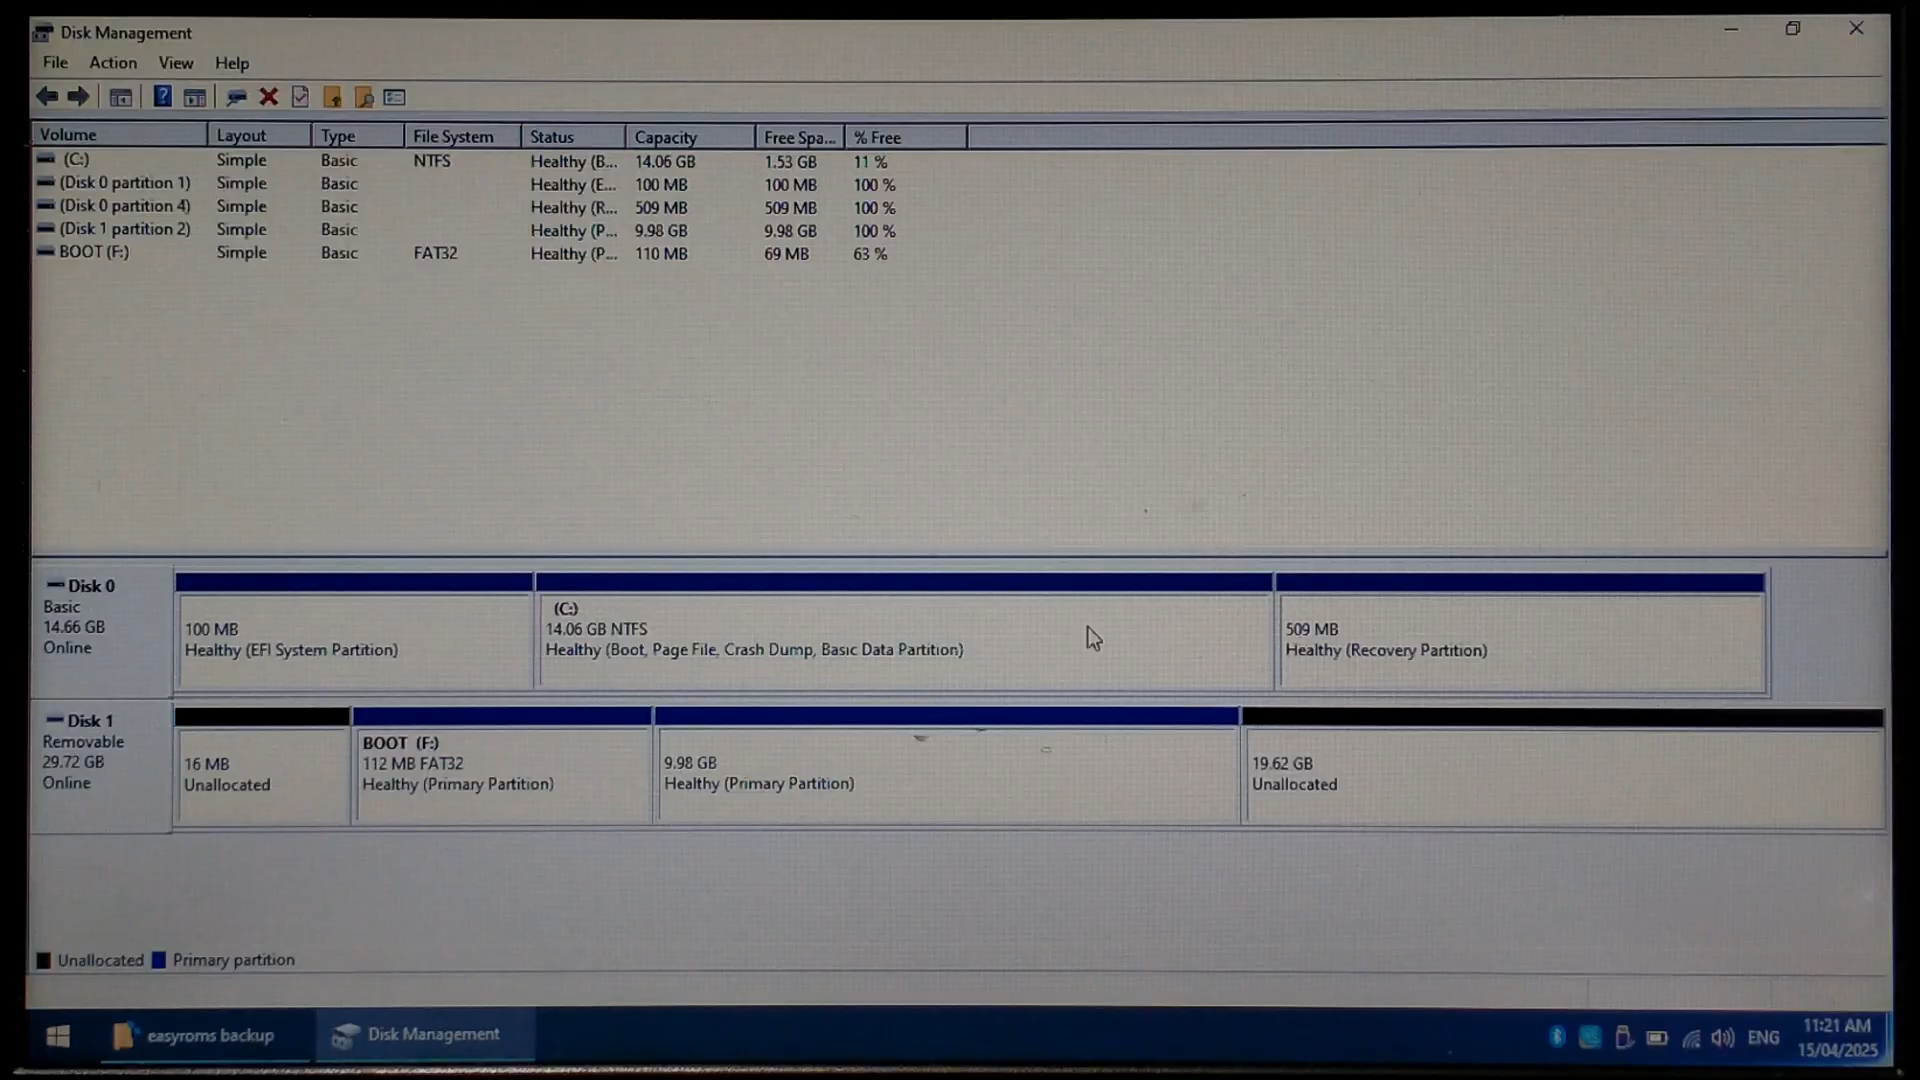 Disk Management
File Action View Help
Volume Layout Type File System Status Capacity Free Spa... % Free
(C:) Simple Basic NTFS Healthy (B... 14.06 GB 1.53 GB 11 %
(Disk 0 partition 1) Simple Basic Healthy (E... 100 MB 100 MB 100 %
(Disk 0 partition 4) Simple Basic Healthy (R... 509 MB 509 MB 100 %
(Disk 1 partition 2) Simple Basic Healthy (P... 9.98 GB 9.98 GB 100 %
BOOT (F:) Simple Basic FAT32 Healthy (P... 110 MB 69 MB 63 %
Disk 0
Basic
14.66 GB
Online
100 MB
Healthy (EFI System Partition)
(C:)
14.06 GB NTFS
Healthy (Boot, Page File, Crash Dump, Basic Data Partition)
509 MB
Healthy (Recovery Partition)
Disk 1
Removable
29.72 GB
Online
16 MB
Unallocated
BOOT (F:)
112 MB FAT32
Healthy (Primary Partition)
9.98 GB
Healthy (Primary Partition)
19.62 GB
Unallocated
Unallocated Primary partition
easyroms backup
Disk Management
ENG
11:21 AM
15/04/2025